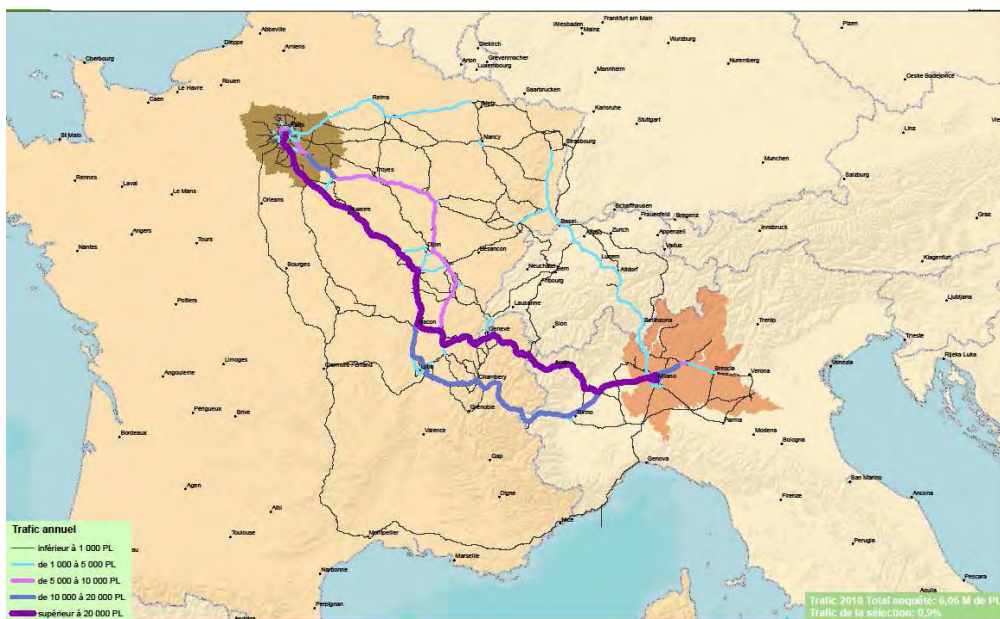 Frankfurt am Main
Wiesbaden
Mainz
Abbeville
Cherbourg
Dieppe
Amiens
Diekirch
Grevenmacher
Arlon
Luxembourg
Wurzburg
Plzen
Nuremberg
Mannheim
Ceske Budejovice
Rouen
Le Havre
Caen
Saarbrucken
Reims
Metz
Karlsruhe
Stuttgart
Linz
St Malo
Nancy
Strasbourg
Munchen
Salzburg
Rennes
Laval
Le Mans
Troyes
Orleans
Schaffhausen
Frauenfeld
Bregenz
Basel
Zurich
Appenzell
Innsbruck
Graz
Angers
Tours
Nantes
Dijon
Besancon
Vaduz
Luzern
Neuchatel
Bern
Altdorf
Fribourg
Klagenfurt
Bourges
Lausanne
Ljubljana
Poitiers
Macon
Geneve
Sion
Bellinzona
Trento
Trieste
Limoges
Clermont-Ferrand
Venezia
Rijeka Luka
Angouleme
Chambery
Milano
Brescia
Verona
Perigueux
Brive
Grenoble
Torino
Parma
Bordeaux
Valence
Modena
Bologna
Genova
Gap
Agen
Digne
San Marino
Albi
Firenze
Ancona
Nice
Toulouse
Montpellier
Marseille
Perugia
Narbonne
Pescara
Perpignan
Trafic annuel
inférieur à 1 000 PL
de 1 000 à 5 000 PL
de 5 000 à 10 000 PL
de 10 000 à 20 000 PL
supérieur à 20 000 PL
Trafic 2010 Total enquêté: 6,06 M de PL
Trafic de la sélection: 0,9%